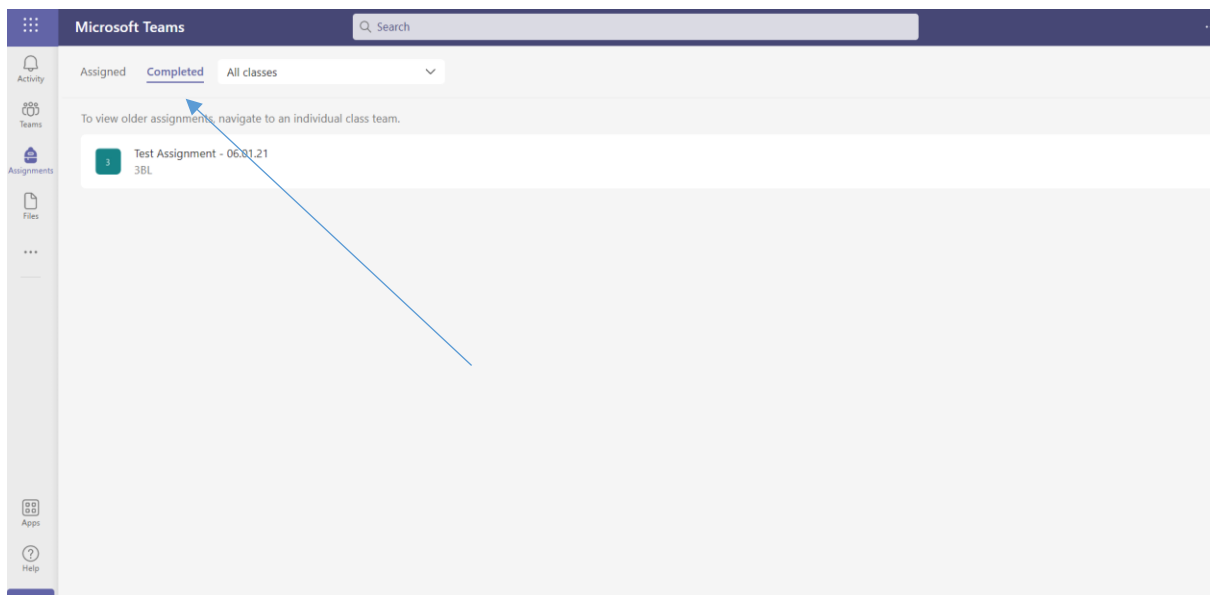 Microsoft Teams
Search
Activity
Teams
Assignments
Files
Apps
Help
Assigned Completed All classes
To view older assignments, navigate to an individual class team.
3
Test Assignment - 06.01.21
3BL